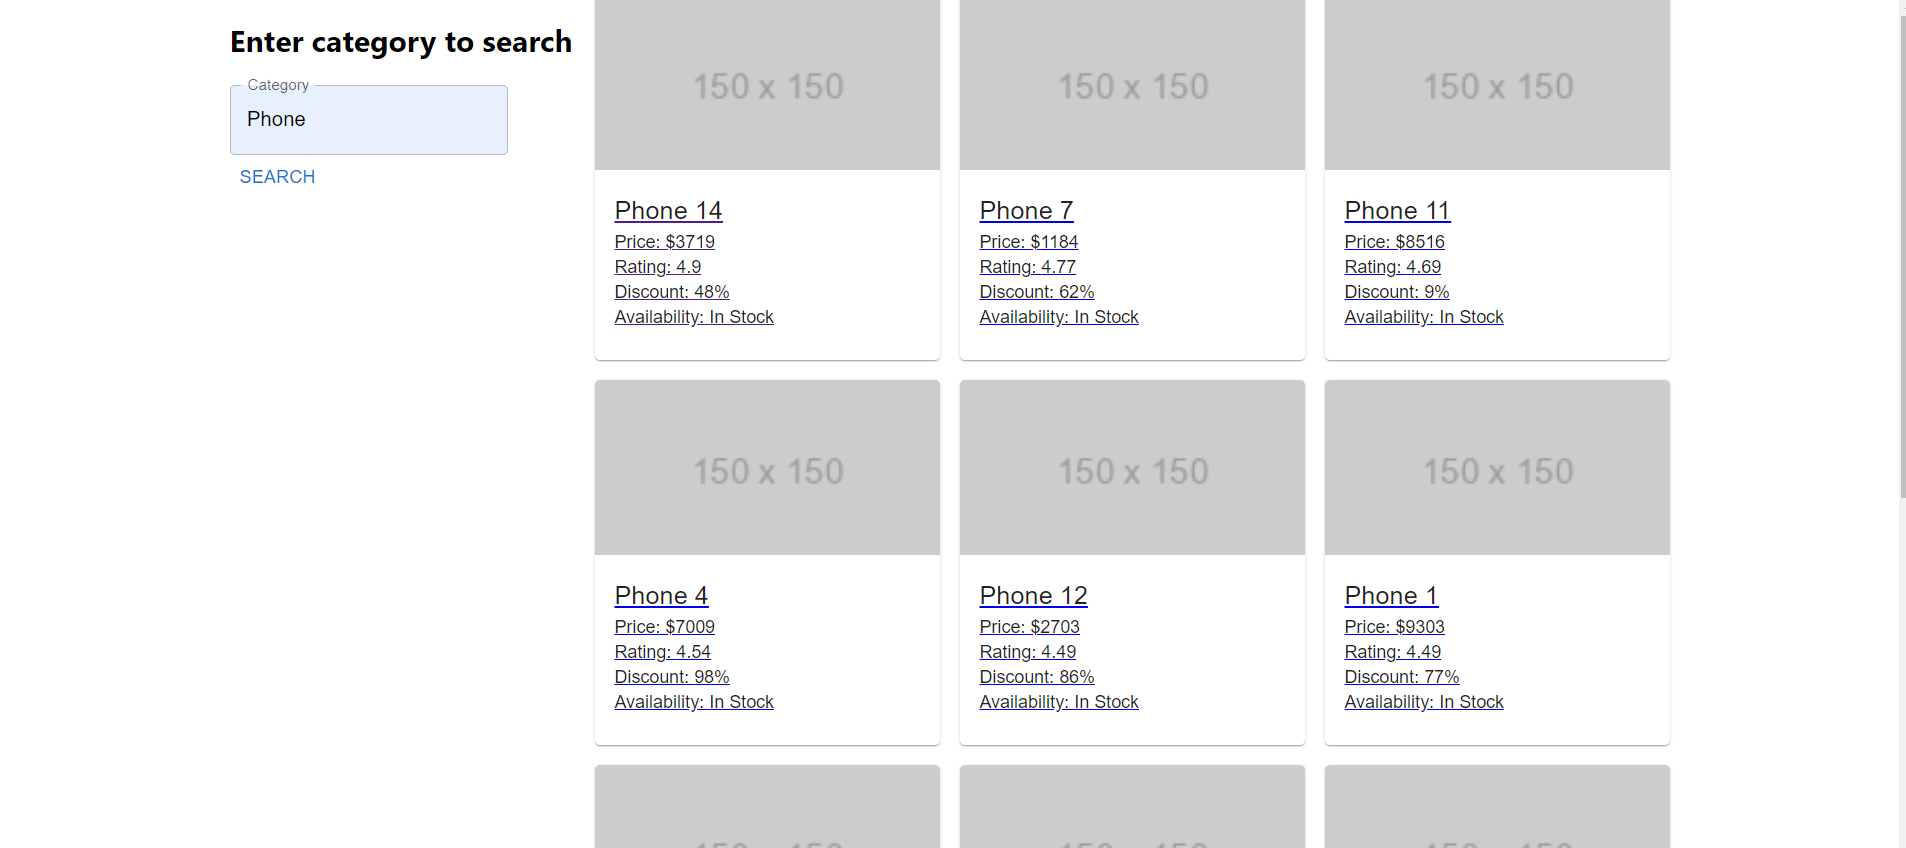 Enter category to search
Category
Phone
SEARCH
150 x 150
Phone 14
Price: $3719
Rating: 4.9
Discount: 48%
Availability: In Stock
150 x 150
Phone 7
Price: $1184
Rating: 4.77
Discount: 62%
Availability: In Stock
150 x 150
Phone 11
Price: $8516
Rating: 4.69
Discount: 9%
Availability: In Stock
150 x 150
Phone 4
Price: $7009
Rating: 4.54
Discount: 98%
Availability: In Stock
150 x 150
Phone 12
Price: $2703
Rating: 4.49
Discount: 86%
Availability: In Stock
150 x 150
Phone 1
Price: $9303
Rating: 4.49
Discount: 77%
Availability: In Stock